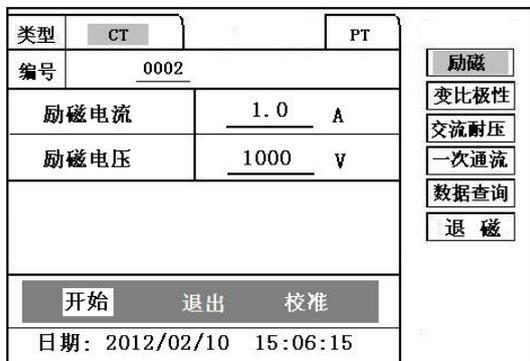 类型 CT PT
编号 0002
励磁电流 1.0 A
励磁电压 1000 V
开始 退出 校准
日期: 2012/02/10 15:06:15
励磁
变比极性
交流耐压
一次通流
数据查询
退 磁